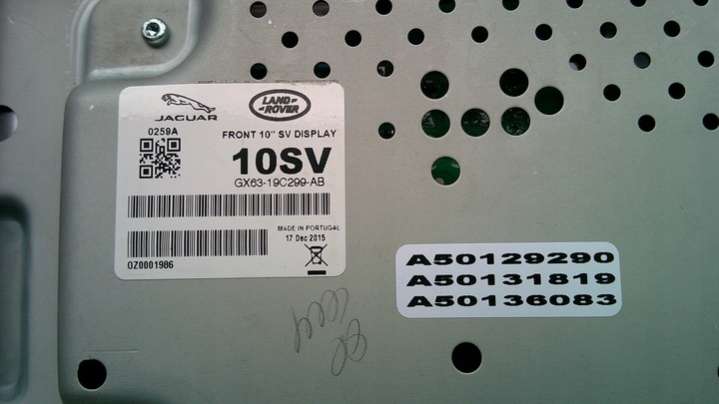 JAGUAR
LAND ROVER
0259A
FRONT 10" SV DISPLAY
10SV
GX63-19C299-AB
MADE IN PORTUGAL
17 Dec 2015
0Z0001986
A50129290
A50131819
A50136083